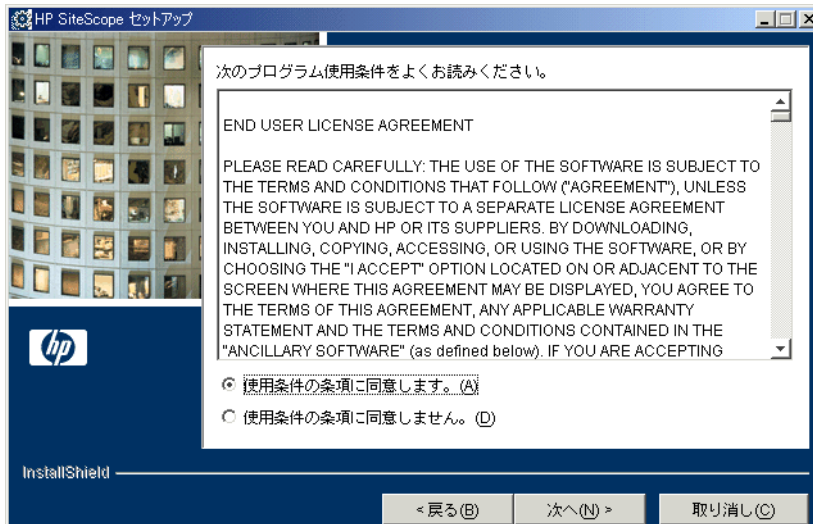 HP SiteScope セットアップ
次のプログラム使用条件をよくお読みください。
END USER LICENSE AGREEMENT
PLEASE READ CAREFULLY: THE USE OF THE SOFTWARE IS SUBJECT TO
THE TERMS AND CONDITIONS THAT FOLLOW ("AGREEMENT"), UNLESS
THE SOFTWARE IS SUBJECT TO A SEPARATE LICENSE AGREEMENT
BETWEEN YOU AND HP OR ITS SUPPLIERS. BY DOWNLOADING,
INSTALLING, COPYING, ACCESSING, OR USING THE SOFTWARE, OR BY
CHOOSING THE "I ACCEPT" OPTION LOCATED ON OR ADJACENT TO THE
SCREEN WHERE THIS AGREEMENT MAY BE DISPLAYED, YOU AGREE TO
THE TERMS OF THIS AGREEMENT, ANY APPLICABLE WARRANTY
STATEMENT AND THE TERMS AND CONDITIONS CONTAINED IN THE
"ANCILLARY SOFTWARE" (as defined below). IF YOU ARE ACCEPTING
hp
使用条件の条項に同意します。(A)
使用条件の条項に同意しません。(D)
InstallShield
< 戻る(B)
次へ(N) >
取り消し(C)